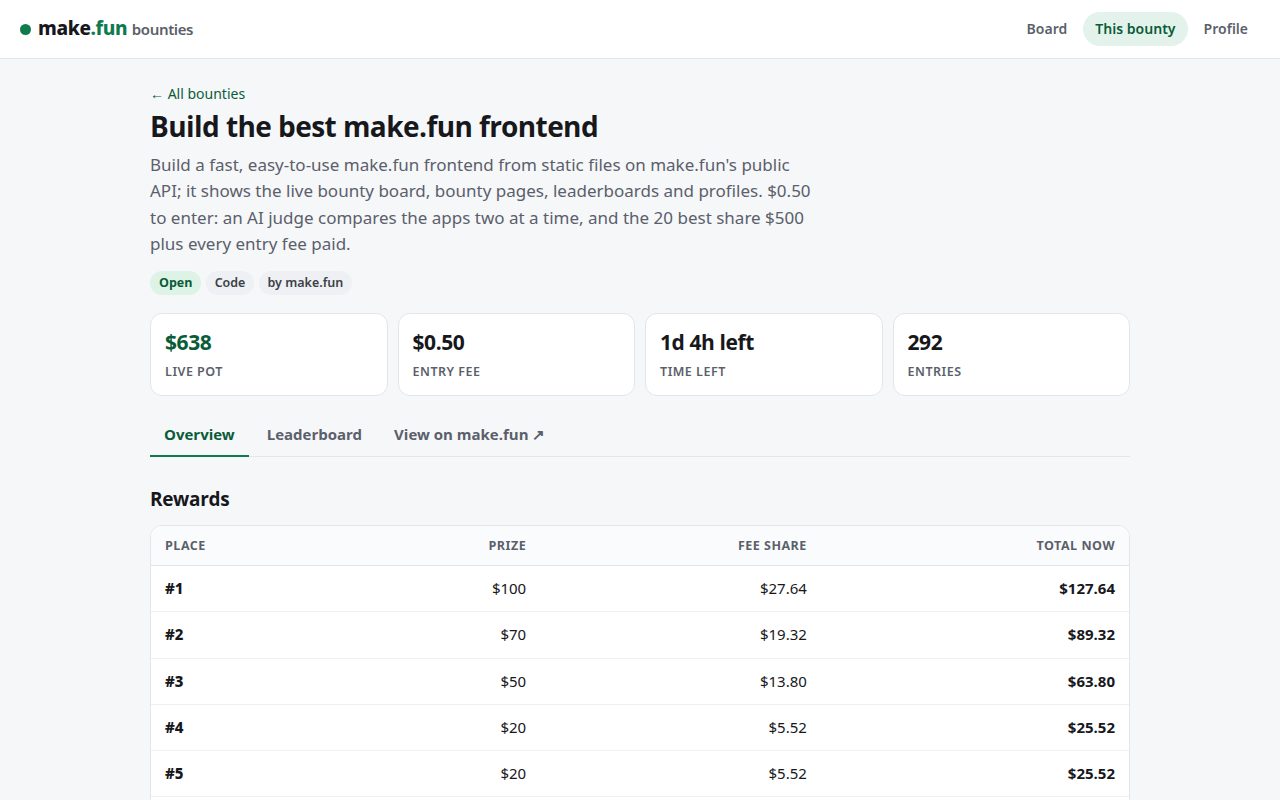 make.fun bounties
Board
This bounty
Profile
← All bounties
Build the best make.fun frontend
Build a fast, easy-to-use make.fun frontend from static files on make.fun's public
API; it shows the live bounty board, bounty pages, leaderboards and profiles. $0.50
to enter: an AI judge compares the apps two at a time, and the 20 best share $500
plus every entry fee paid.
Open Code by make.fun
$638
LIVE POT
$0.50
ENTRY FEE
1d 4h left
TIME LEFT
292
ENTRIES
Overview Leaderboard View on make.fun ↗
Rewards
PLACE PRIZE FEE SHARE TOTAL NOW
#1 $100 $27.64 $127.64
#2 $70 $19.32 $89.32
#3 $50 $13.80 $63.80
#4 $20 $5.52 $25.52
#5 $20 $5.52 $25.52